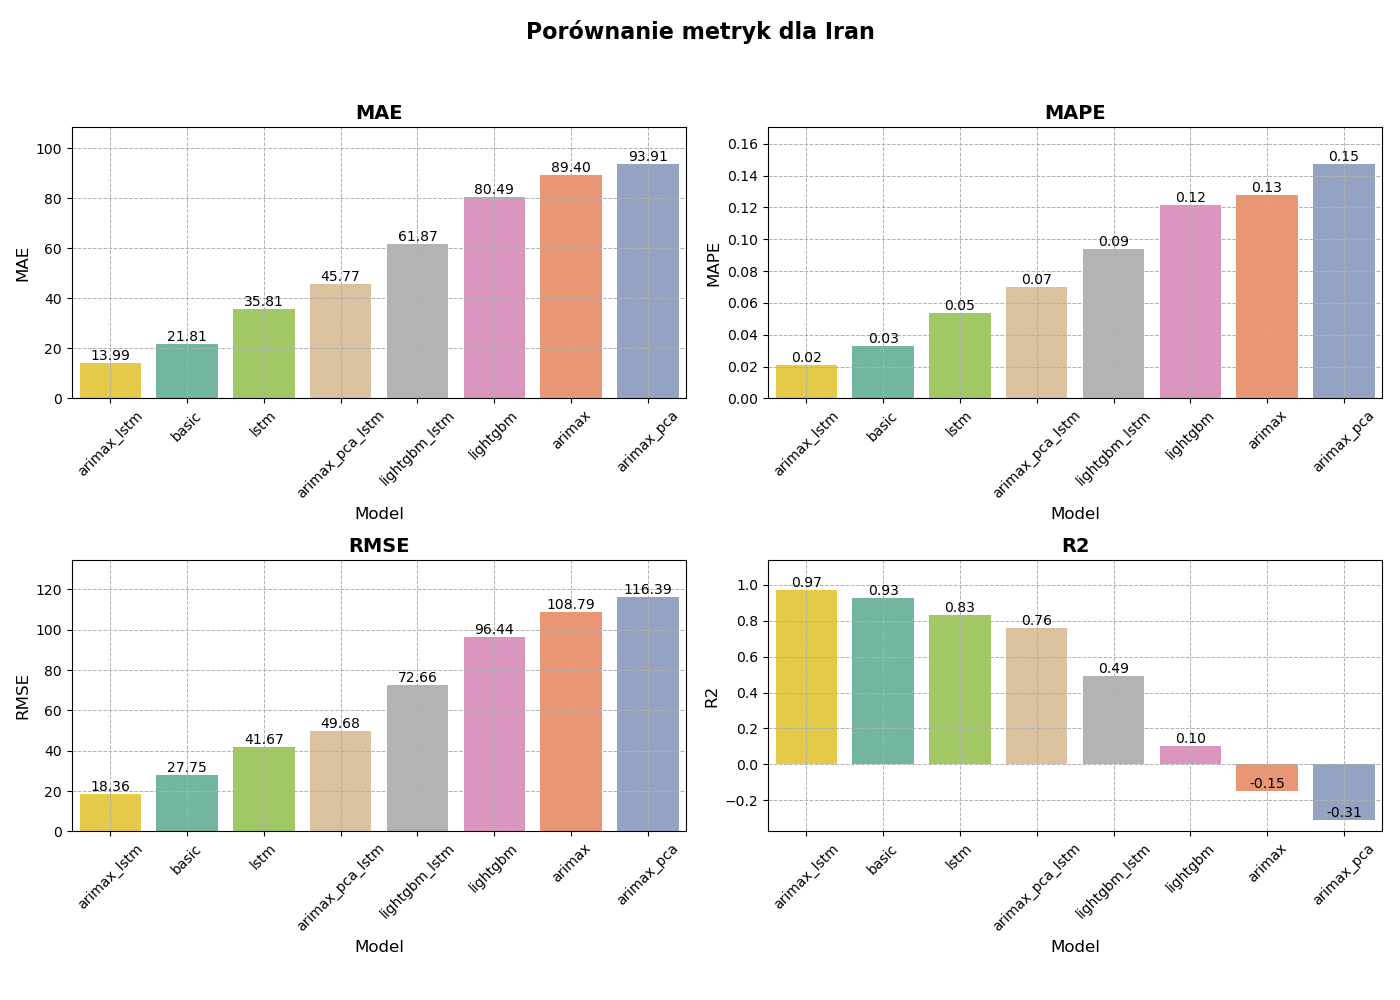 Porównanie metryk dla Iran
MAE
MAE
100
80
60
40
20
0
13.99
21.81
35.81
45.77
61.87
80.49
89.40
93.91
arimax_lstm
basic
lstm
arimax_pca_lstm
lightgbm_lstm
lightgbm
arimax
arimax_pca
Model
MAPE
MAPE
0.16
0.14
0.12
0.10
0.08
0.06
0.04
0.02
0.00
0.02
0.03
0.05
0.07
0.09
0.12
0.13
0.15
arimax_lstm
basic
lstm
arimax_pca_lstm
lightgbm_lstm
lightgbm
arimax
arimax_pca
Model
RMSE
RMSE
120
100
80
60
40
20
0
18.36
27.75
41.67
49.68
72.66
96.44
108.79
116.39
arimax_lstm
basic
lstm
arimax_pca_lstm
lightgbm_lstm
lightgbm
arimax
arimax_pca
Model
R2
R2
1.0
0.8
0.6
0.4
0.2
0.0
−0.2
0.97
0.93
0.83
0.76
0.49
0.10
-0.15
-0.31
arimax_lstm
basic
lstm
arimax_pca_lstm
lightgbm_lstm
lightgbm
arimax
arimax_pca
Model